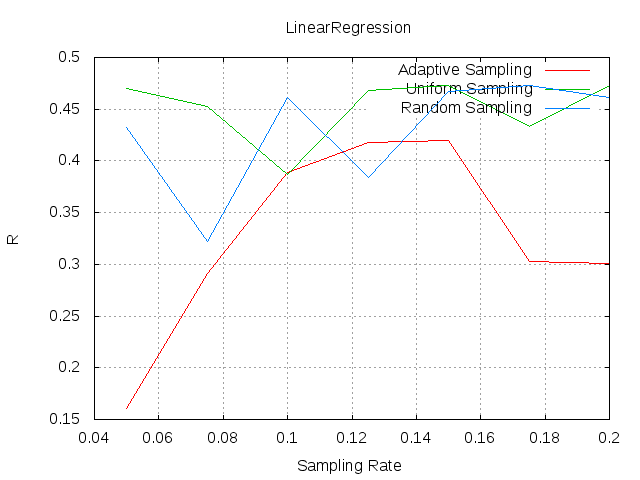 LinearRegression
Adaptive Sampling
Uniform Sampling
Random Sampling
0.5
0.45
0.4
0.35
0.3
0.25
0.2
0.15
R
0.04 0.06 0.08 0.1 0.12 0.14 0.16 0.18 0.2
Sampling Rate